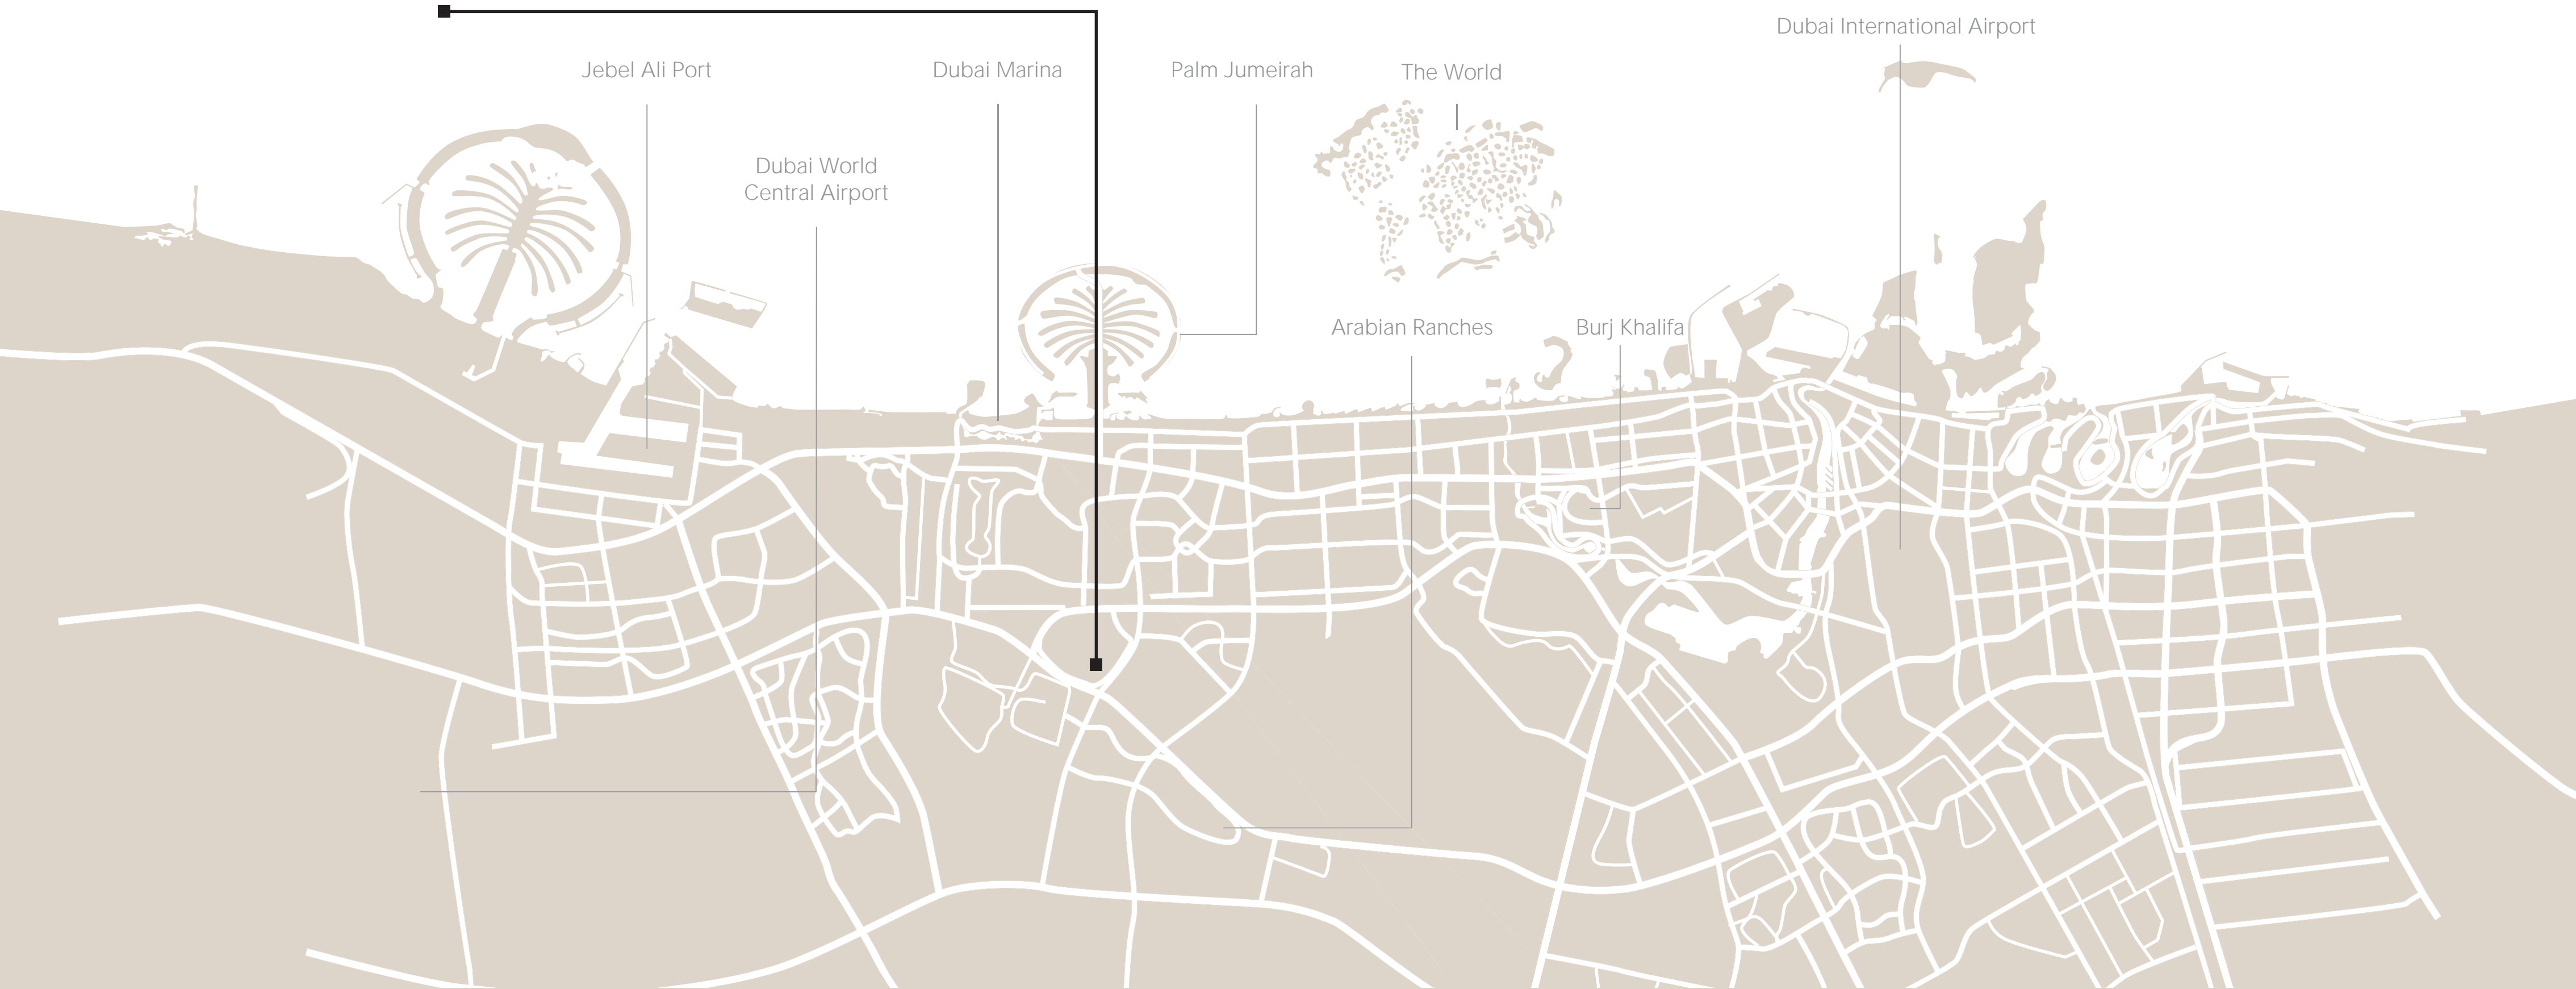 Dubai International Airport
Jebel Ali Port
Dubai Marina
Palm Jumeirah
The World
Dubai World
Central Airport
Arabian Ranches
Burj Khalifa